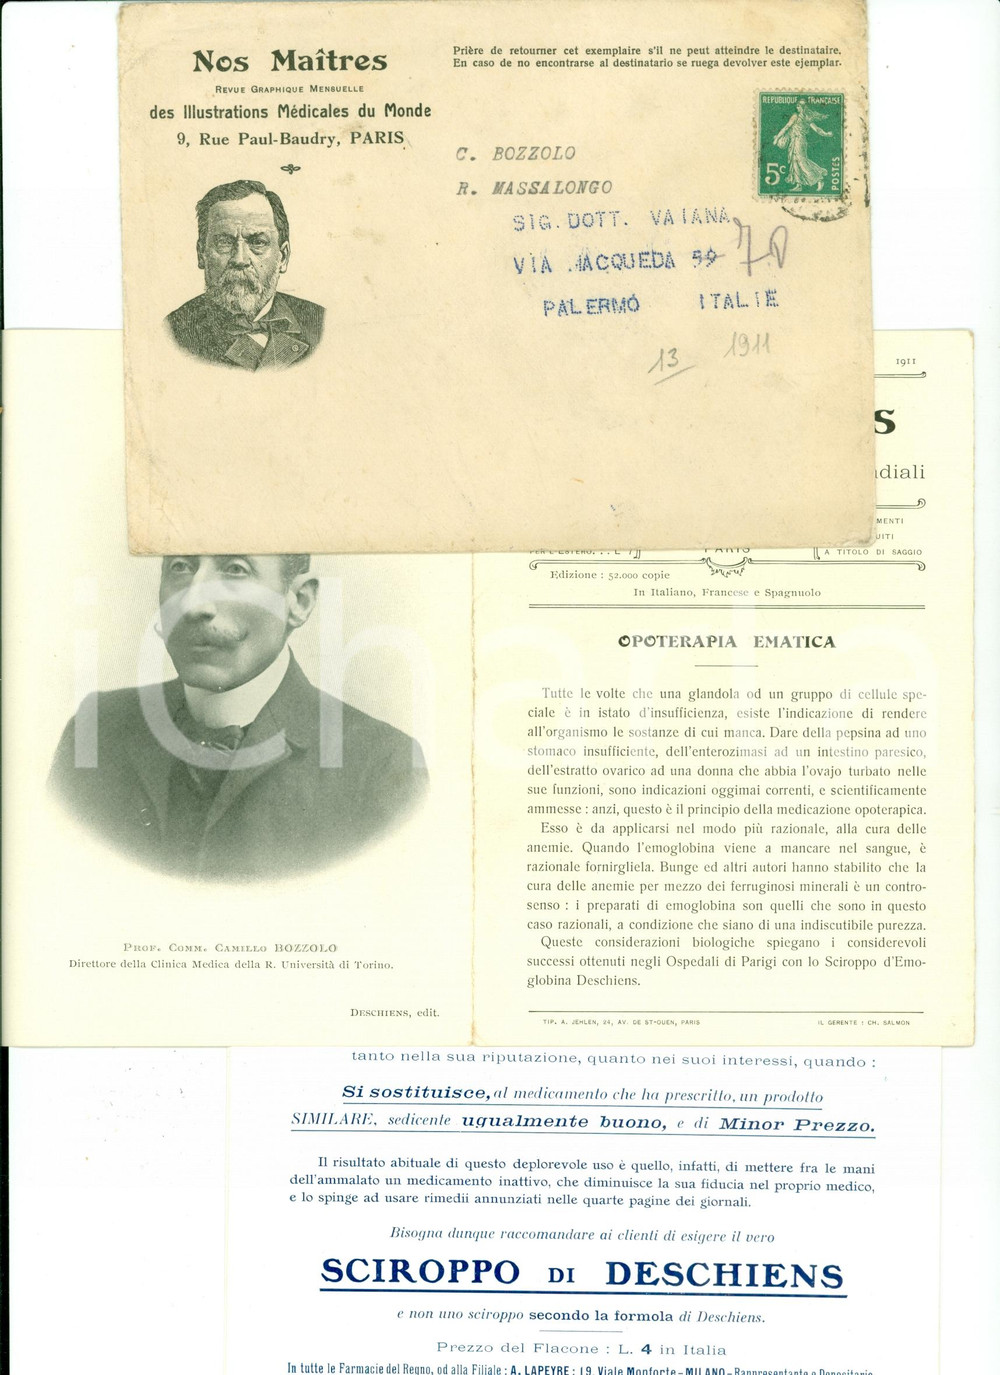 Nos Maîtres
REVUE GRAPHIQUE MENSUELLE
des Illustrations Médicales du Monde
9, Rue Paul-Baudry, PARIS
Prière de retourner cet exemplaire s'il ne peut atteindre le destinataire.
En caso de no encontrarse al destinatario se ruega devolver este ejemplar.
REPUBLIQUE FRANÇAISE
5c
POSTES
C. BOZZOLO
R. MASSALONGO
SIG. DOTT. VAIANA
VIA MACQUEDA 59
PALERMO ITALIE
13 1911
1911
S
diali
MENTI
UITI
PER L'ESTERO. . . L. 1
PARIS
A TITOLO DI SAGGIO
Edizione : 52.000 copie
In Italiano, Francese e Spagnuolo
OPOTERAPIA EMATICA
Tutte le volte che una glandola od un gruppo di cellule spe-
ciale è in istato d'insufficienza, esiste l'indicazione di rendere
all'organismo le sostanze di cui manca. Dare della pepsina ad uno
stomaco insufficiente, dell'enterozimasi ad un intestino paresico,
dell'estratto ovarico ad una donna che abbia l'ovajo turbato nelle
sue funzioni, sono indicazioni oggimai correnti, e scientificamente
ammesse : anzi, questo è il principio della medicazione opoterapica.
Esso è da applicarsi nel modo più razionale, alla cura delle
anemie. Quando l'emoglobina viene a mancare nel sangue, è
razionale fornirgliela. Bunge ed altri autori hanno stabilito che la
cura delle anemie per mezzo dei ferruginosi minerali è un contro-
senso : i preparati di emoglobina son quelli che sono in questo
caso razionali, a condizione che siano di una indiscutibile purezza.
Queste considerazioni biologiche spiegano i considerevoli
successi ottenuti negli Ospedali di Parigi con lo Sciroppo d'Emo-
globina Deschiens.
TIP. A. JEHLEN, 24, AV. DE ST-OUEN, PARIS
IL GERENTE : CH. SALMON
PROF. COMM. CAMILLO BOZZOLO
Direttore della Clinica Medica della R. Università di Torino.
DESCHIENS, edit.
tanto nella sua riputazione, quanto nei suoi interessi, quando :
Si sostituisce, al medicamento che ha prescritto, un prodotto
SIMILARE, sedicente ugualmente buono, e di Minor Prezzo.
Il risultato abituale di questo deplorevole uso è quello, infatti, di mettere fra le mani
dell'ammalato un medicamento inattivo, che diminuisce la sua fiducia nel proprio medico,
e lo spinge ad usare rimedii annunziati nelle quarte pagine dei giornali.
Bisogna dunque raccomandare ai clienti di esigere il vero
SCIROPPO DI DESCHIENS
e non uno sciroppo secondo la formola di Deschiens.
Prezzo del Flacone : L. 4 in Italia
In tutte le Farmacie del Regno, od alla Filiale : A. LAPEYRE : 19, Viale Monforte - MILANO - Rappresentante e Depositario